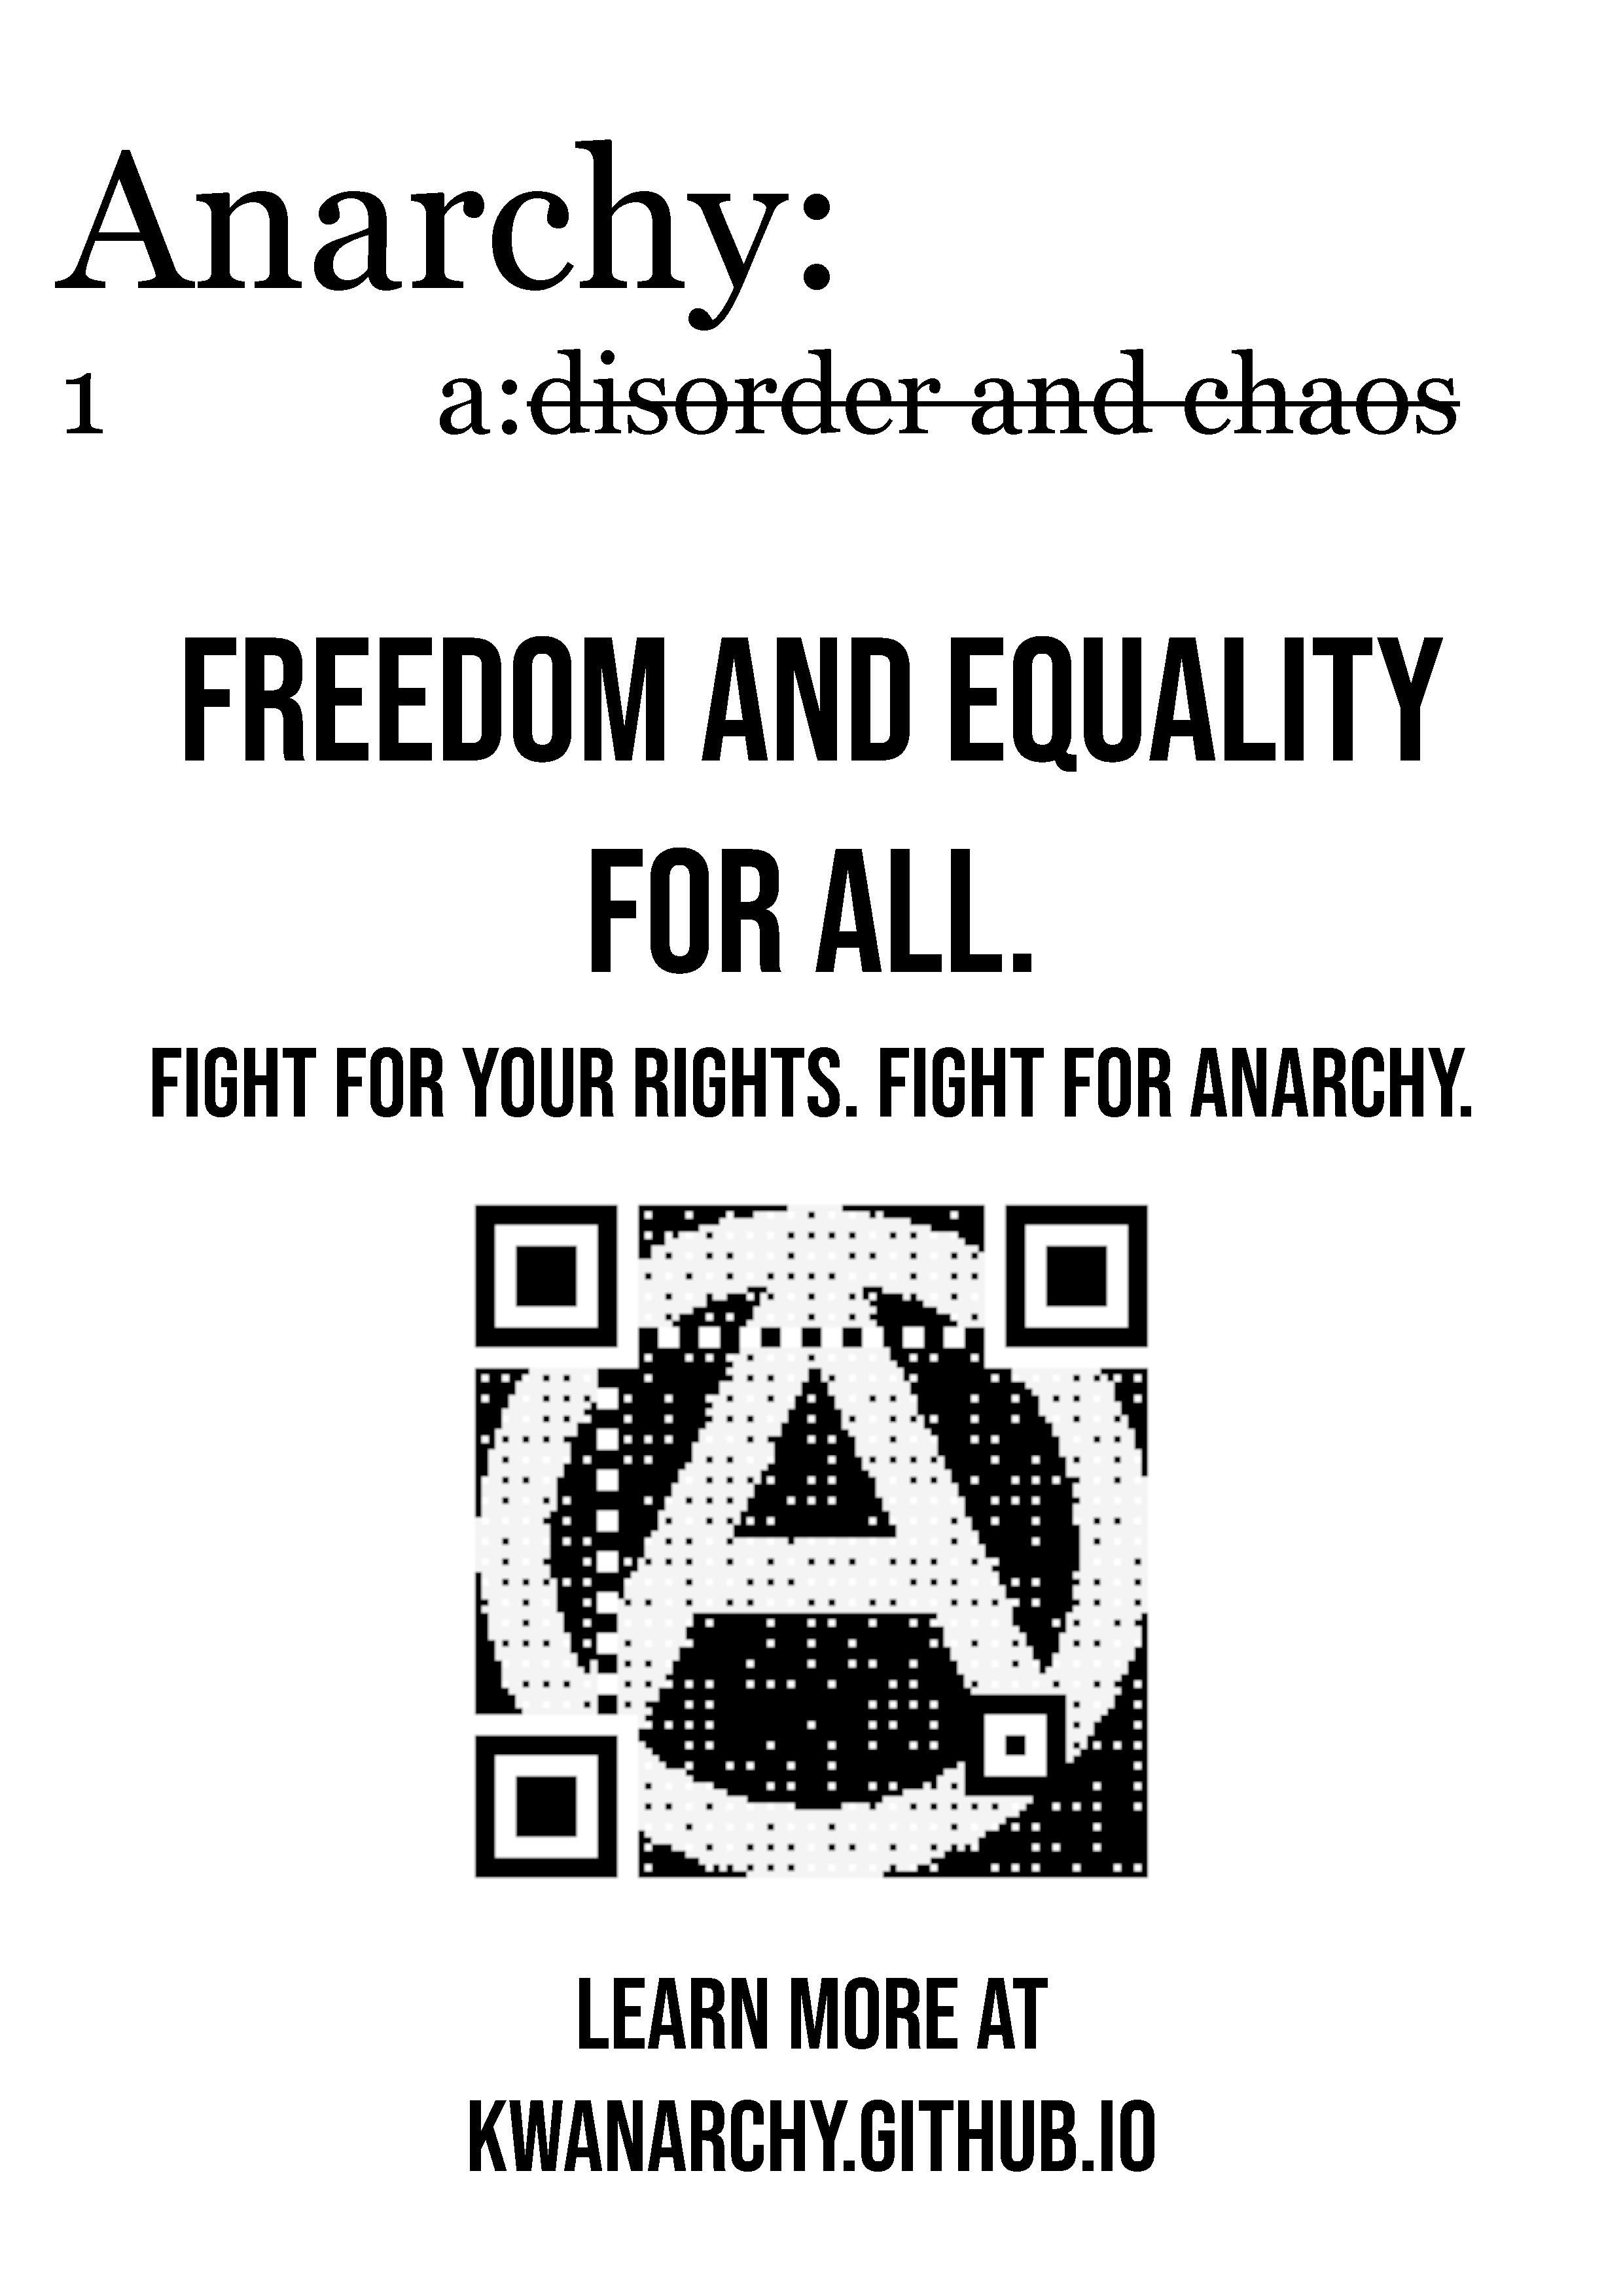 Anarchy:
1 a:disorder and chaos
FREEDOM AND EQUALITY
FOR ALL.
FIGHT FOR YOUR RIGHTS. FIGHT FOR ANARCHY.
LEARN MORE AT
KWANARCHY.GITHUB.IO